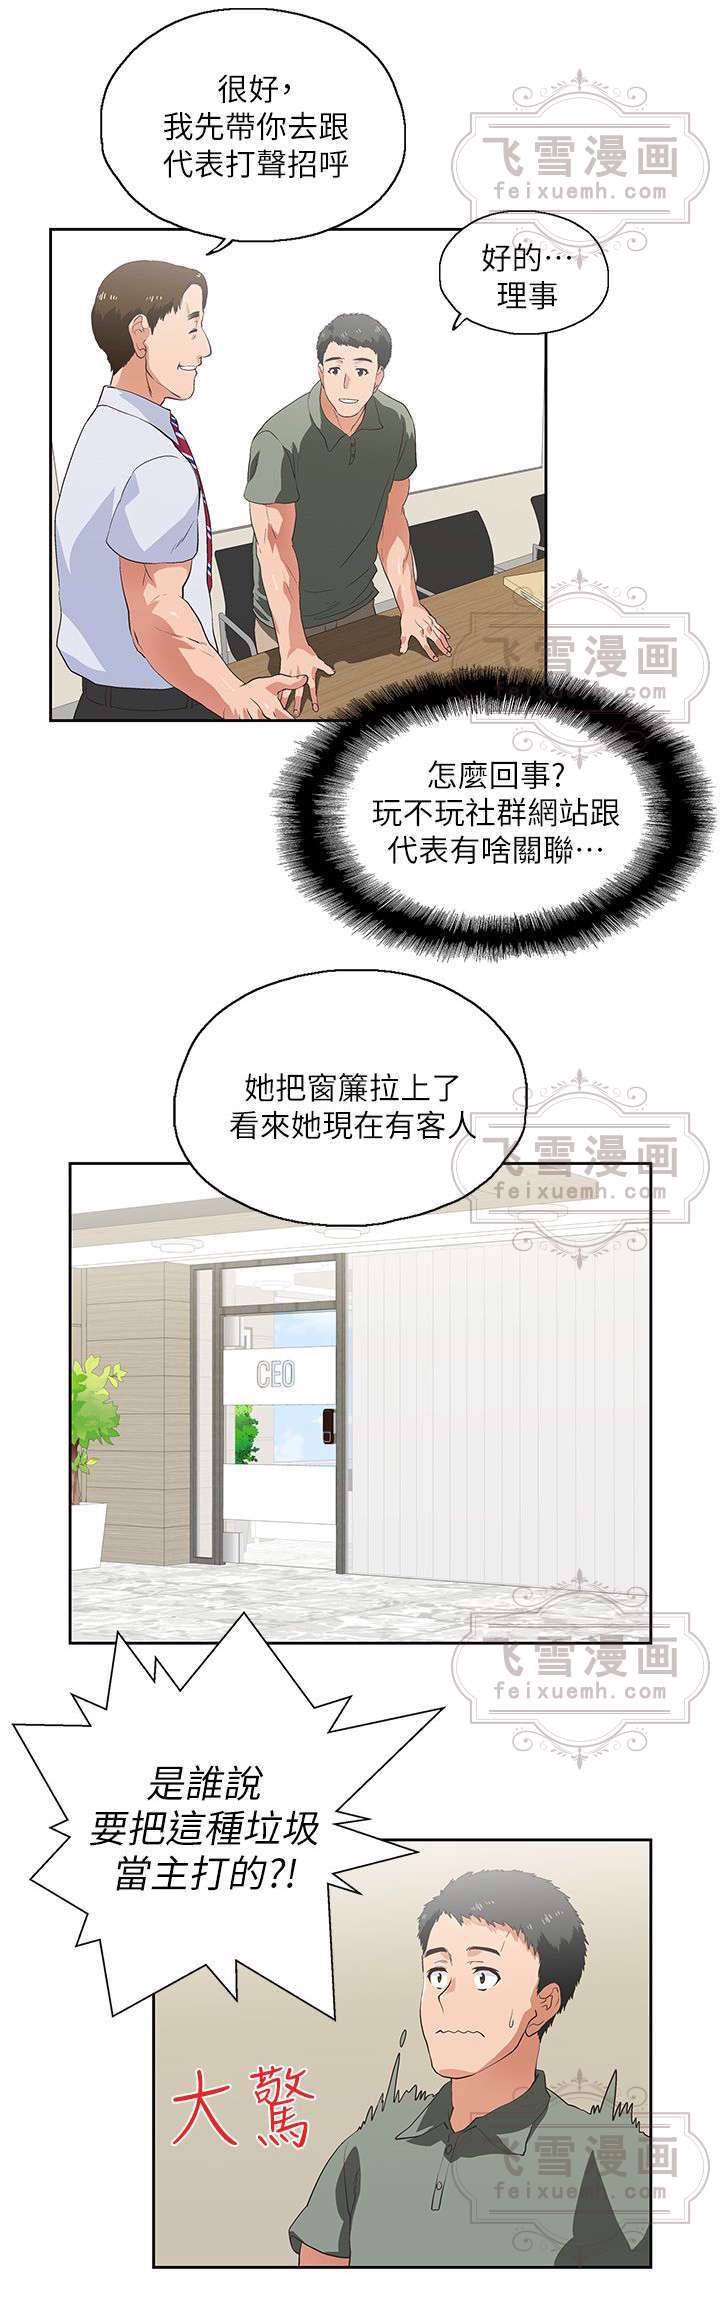 很好，
我先帶你去跟
代表打聲招呼
飞雪漫画
feixuemh.com
好的…
理事
飞雪漫画
feixuemh.com
怎麼回事?
玩不玩社群網站跟
代表有啥關聯…
她把窗簾拉上了
看來她現在有客人
飞雪漫画
feixuemh.com
CEO
飞雪漫画
feixuemh.com
是誰說
要把這種垃圾
當主打的?!
大驚
飞雪漫画
feixuemh.com